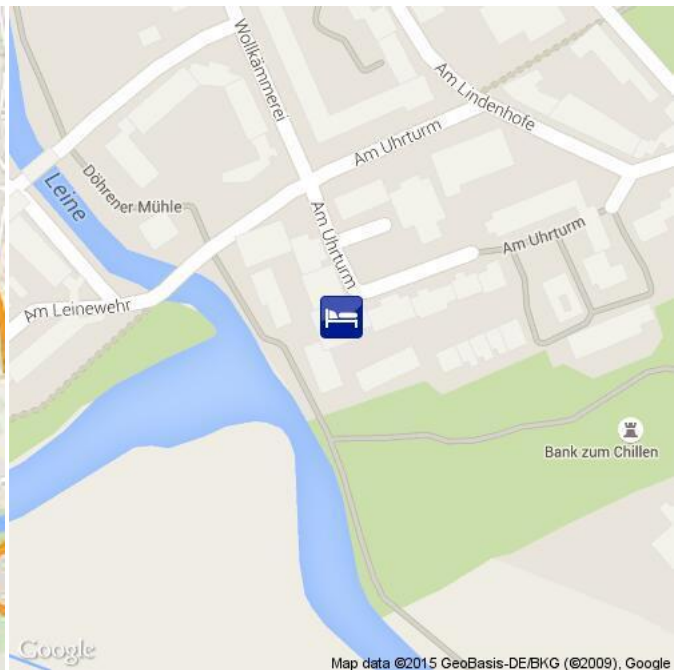 Wollkämmerei
Am Lindenhofe
Am Uhrturm
Döhrener Mühle
Leine
Am Uhrturm
Am Uhrturm
Am Leinewehr
Bank zum Chillen
Google
Map data ©2015 GeoBasis-DE/BKG (©2009), Google